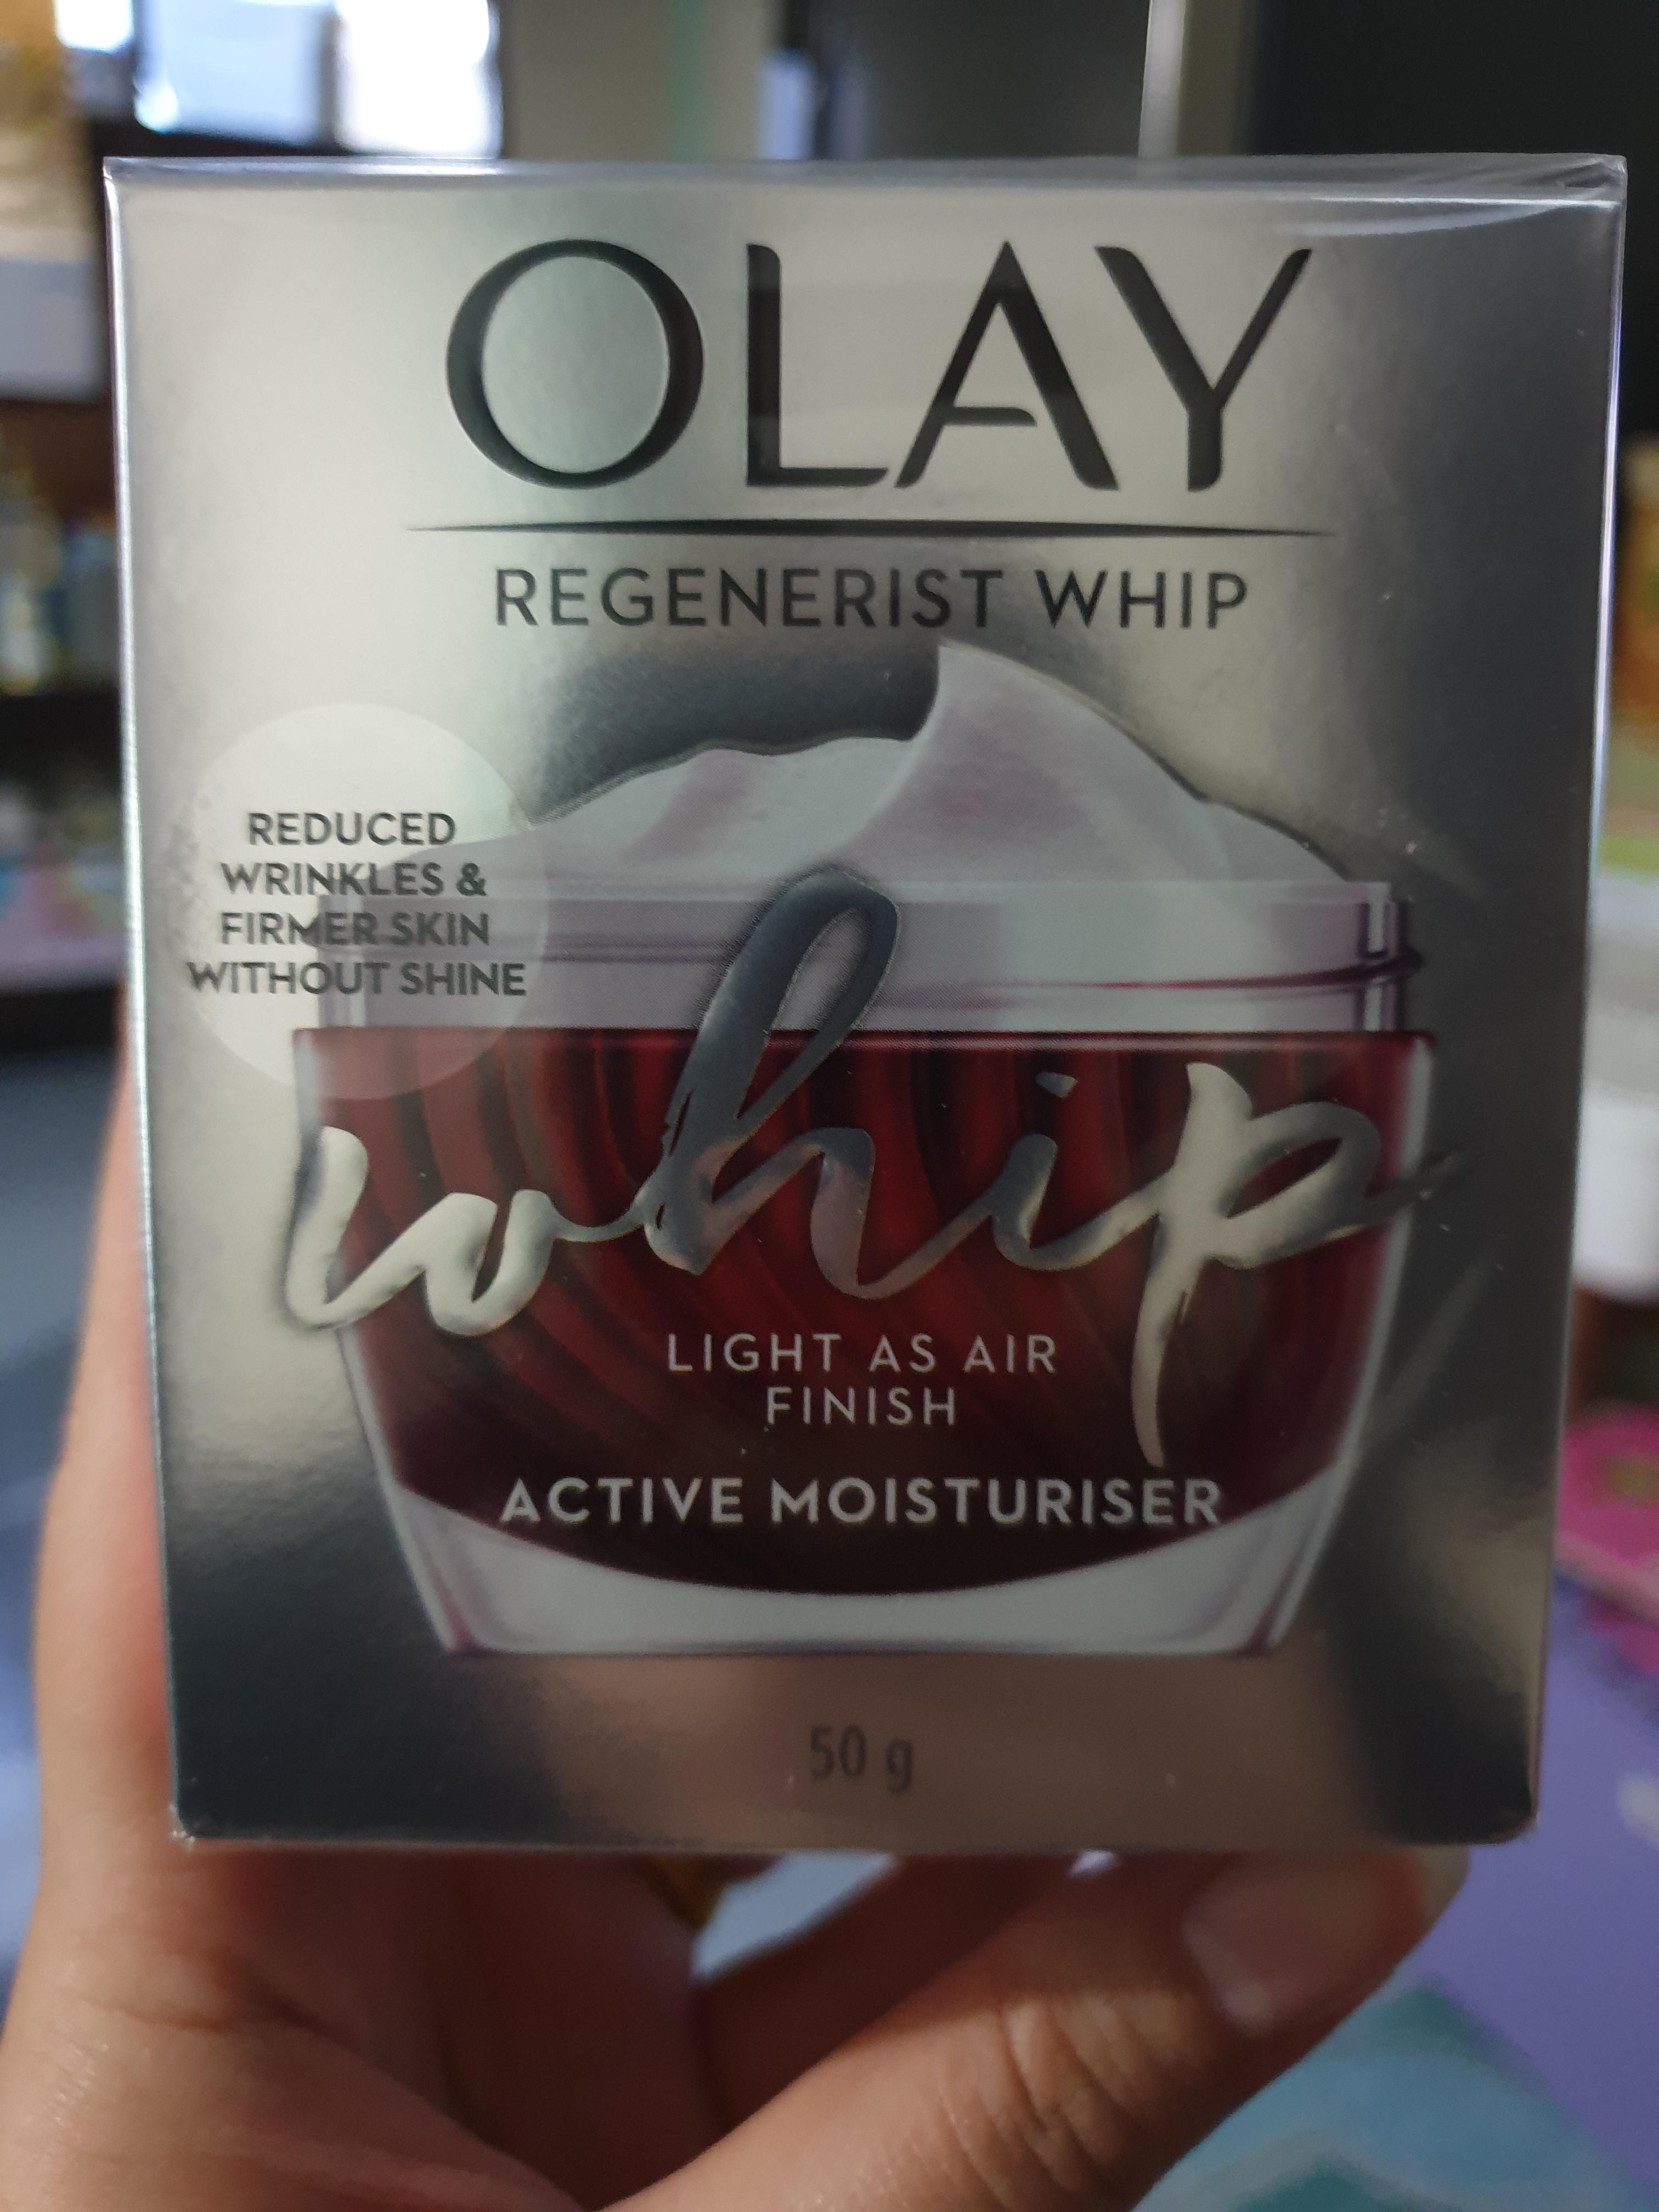 OLAY
REGENERIST WHIP
REDUCED
WRINKLES &
FIRMER SKIN
WITHOUT SHINE
whip
LIGHT AS AIR
FINISH
ACTIVE MOISTURISER
50 g